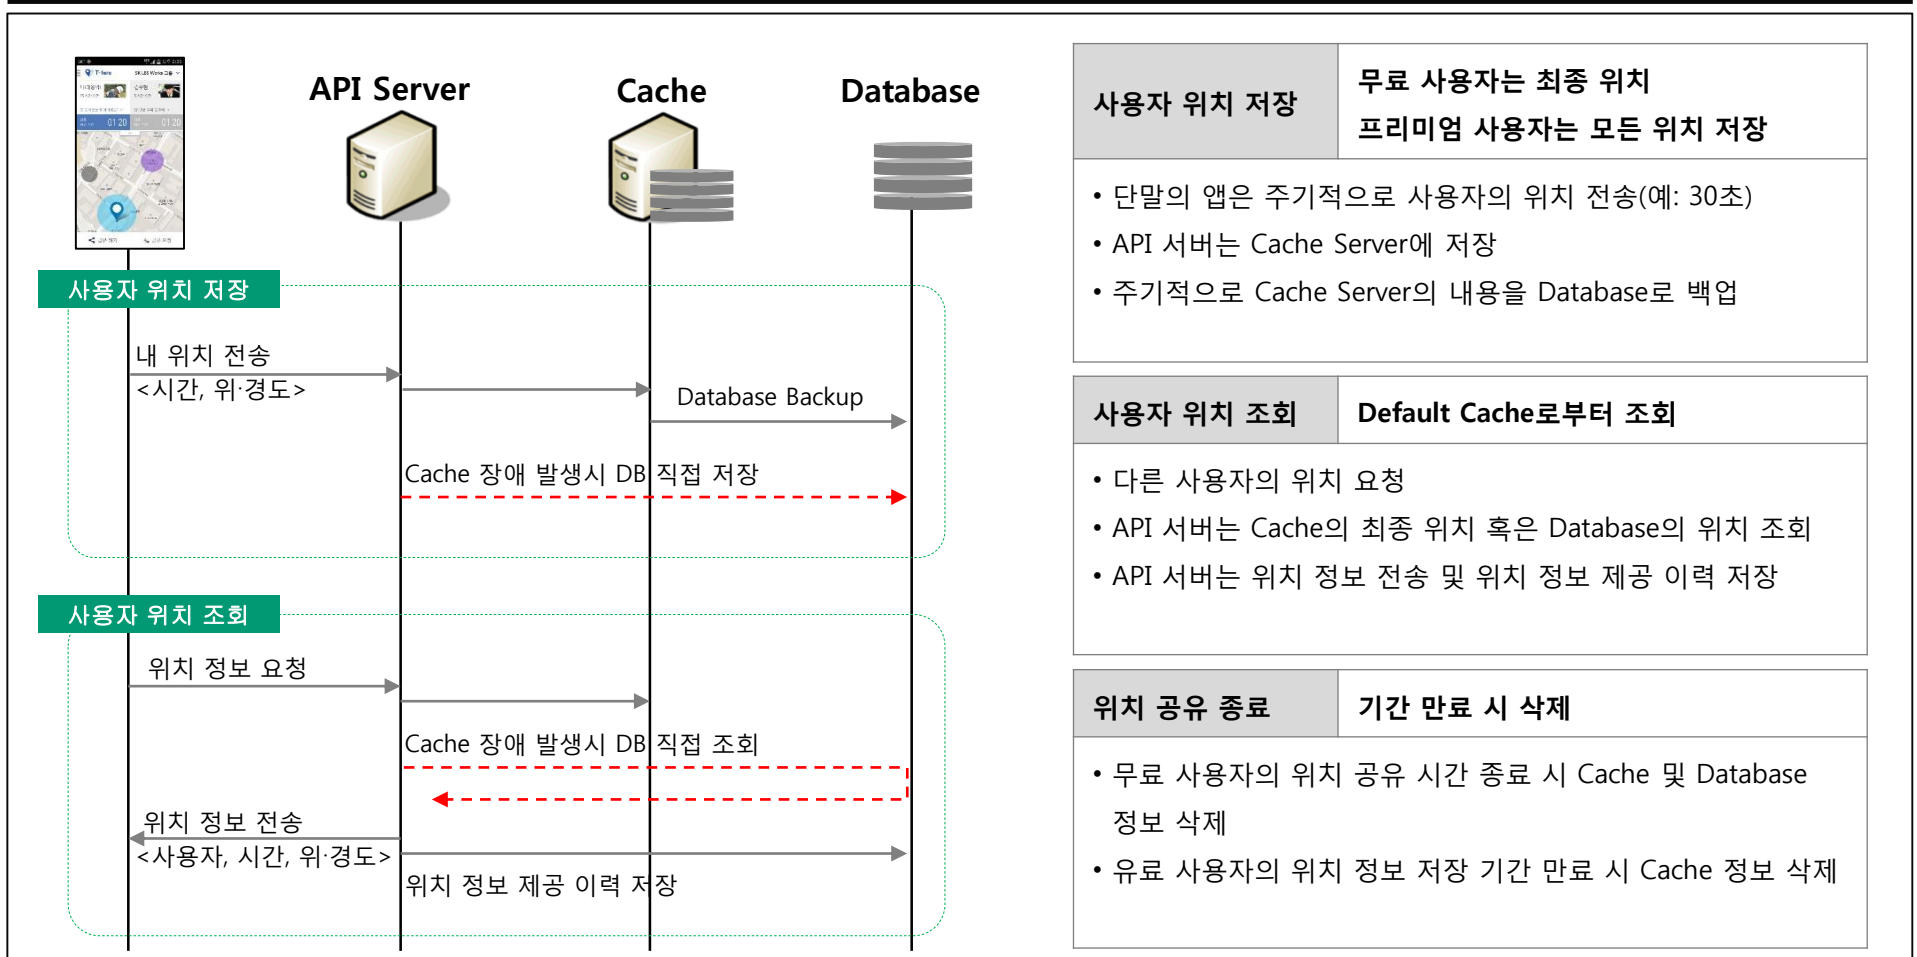 T-here
SK LBS Works 그룹
01:20
01:20
API Server
Cache
Database
사용자 위치 저장
내 위치 전송
<시간, 위·경도>
Database Backup
Cache 장애 발생시 DB 직접 저장
사용자 위치 조회
위치 정보 요청
Cache 장애 발생시 DB 직접 조회
위치 정보 전송
<사용자, 시간, 위·경도>
위치 정보 제공 이력 저장
사용자 위치 저장
무료 사용자는 최종 위치
프리미엄 사용자는 모든 위치 저장
• 단말의 앱은 주기적으로 사용자의 위치 전송(예: 30초)
• API 서버는 Cache Server에 저장
• 주기적으로 Cache Server의 내용을 Database로 백업
사용자 위치 조회
Default Cache로부터 조회
• 다른 사용자의 위치 요청
• API 서버는 Cache의 최종 위치 혹은 Database의 위치 조회
• API 서버는 위치 정보 전송 및 위치 정보 제공 이력 저장
위치 공유 종료
기간 만료 시 삭제
• 무료 사용자의 위치 공유 시간 종료 시 Cache 및 Database
정보 삭제
• 유료 사용자의 위치 정보 저장 기간 만료 시 Cache 정보 삭제